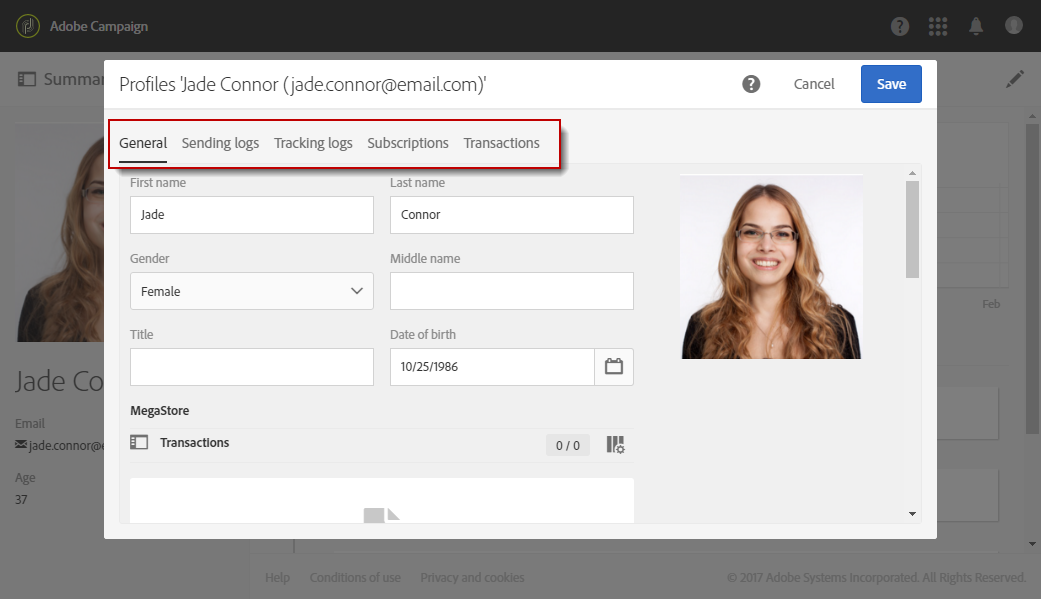 Adobe Campaign
Summar
Profiles 'Jade Connor (jade.connor@email.com)'
Cancel
Save
General Sending logs Tracking logs Subscriptions Transactions
First name
Last name
Jade
Connor
Gender
Middle name
Female
Title
Date of birth
10/25/1986
MegaStore
Transactions
0 / 0
Feb
Jade Co
Email
jade.connor@e
Age
37
Help Conditions of use Privacy and cookies
© 2017 Adobe Systems Incorporated. All Rights Reserved.